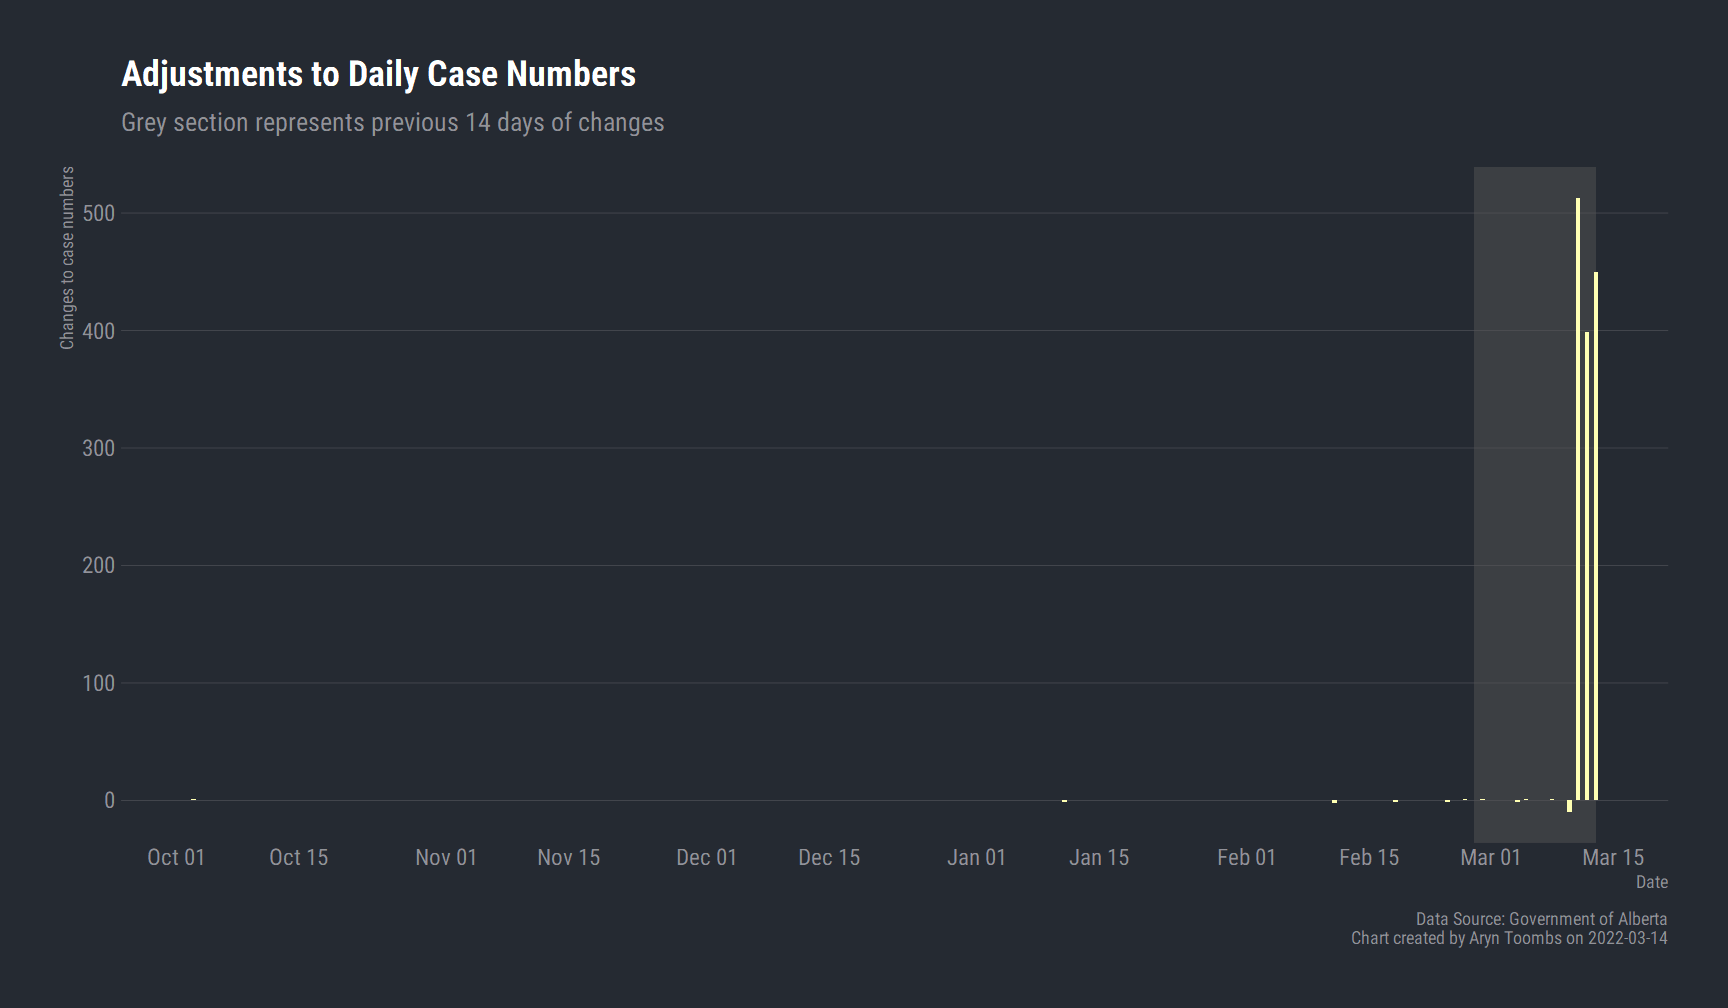 Adjustments to Daily Case Numbers
Grey section represents previous 14 days of changes
Changes to case numbers
500
400
300
200
100
0
Oct 01 Oct 15 Nov 01 Nov 15 Dec 01 Dec 15 Jan 01 Jan 15 Feb 01 Feb 15 Mar 01 Mar 15
Date
Data Source: Government of Alberta
Chart created by Aryn Toombs on 2022-03-14